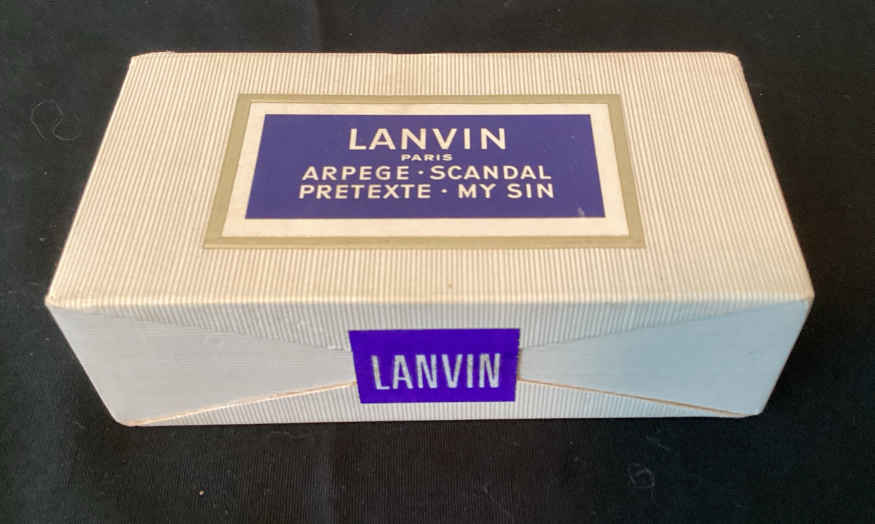 LANVIN
PARIS
ARPEGE · SCANDAL
PRETEXTE · MY SIN
LANVIN